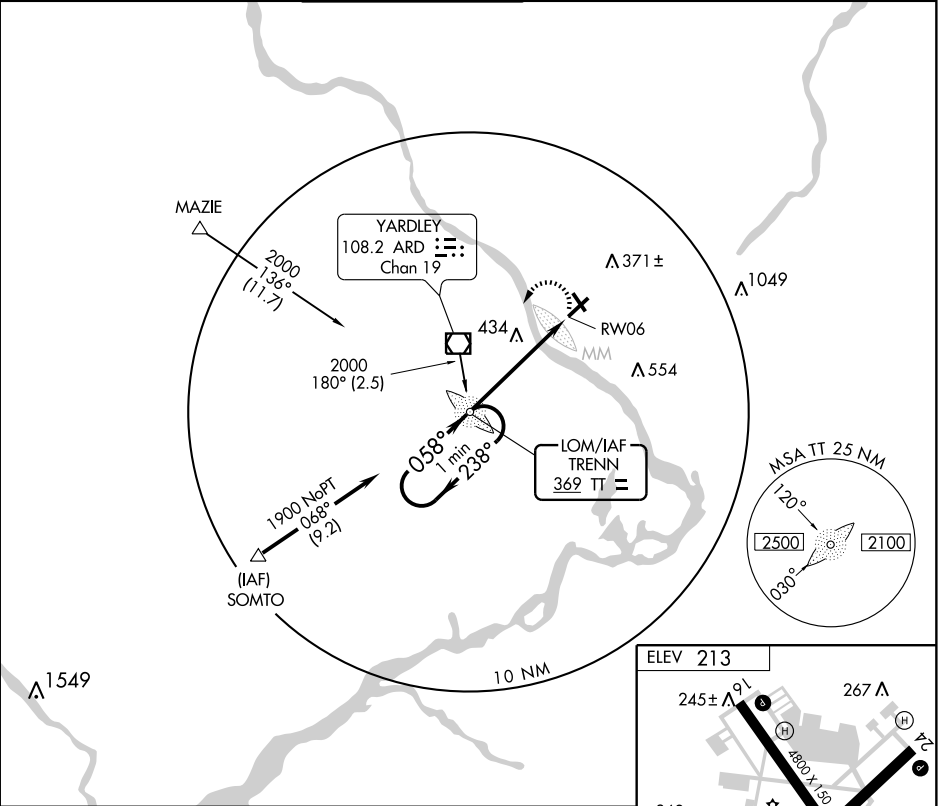 MAZIE
2000
136°
(11.7)
YARDLEY
108.2 ARD
Chan 19
371±
1049
434
RW06
MM
554
2000
180° (2.5)
058°
1 min
238°
LOM/IAF
TRENN
369 TT
1900 NoPT
068°
(9.2)
(IAF)
SOMTO
MSA TT 25 NM
120°
2500
2100
030°
10 NM
1549
ELEV 213
245±
16
P
267
H
H
24
P
4800 X 150